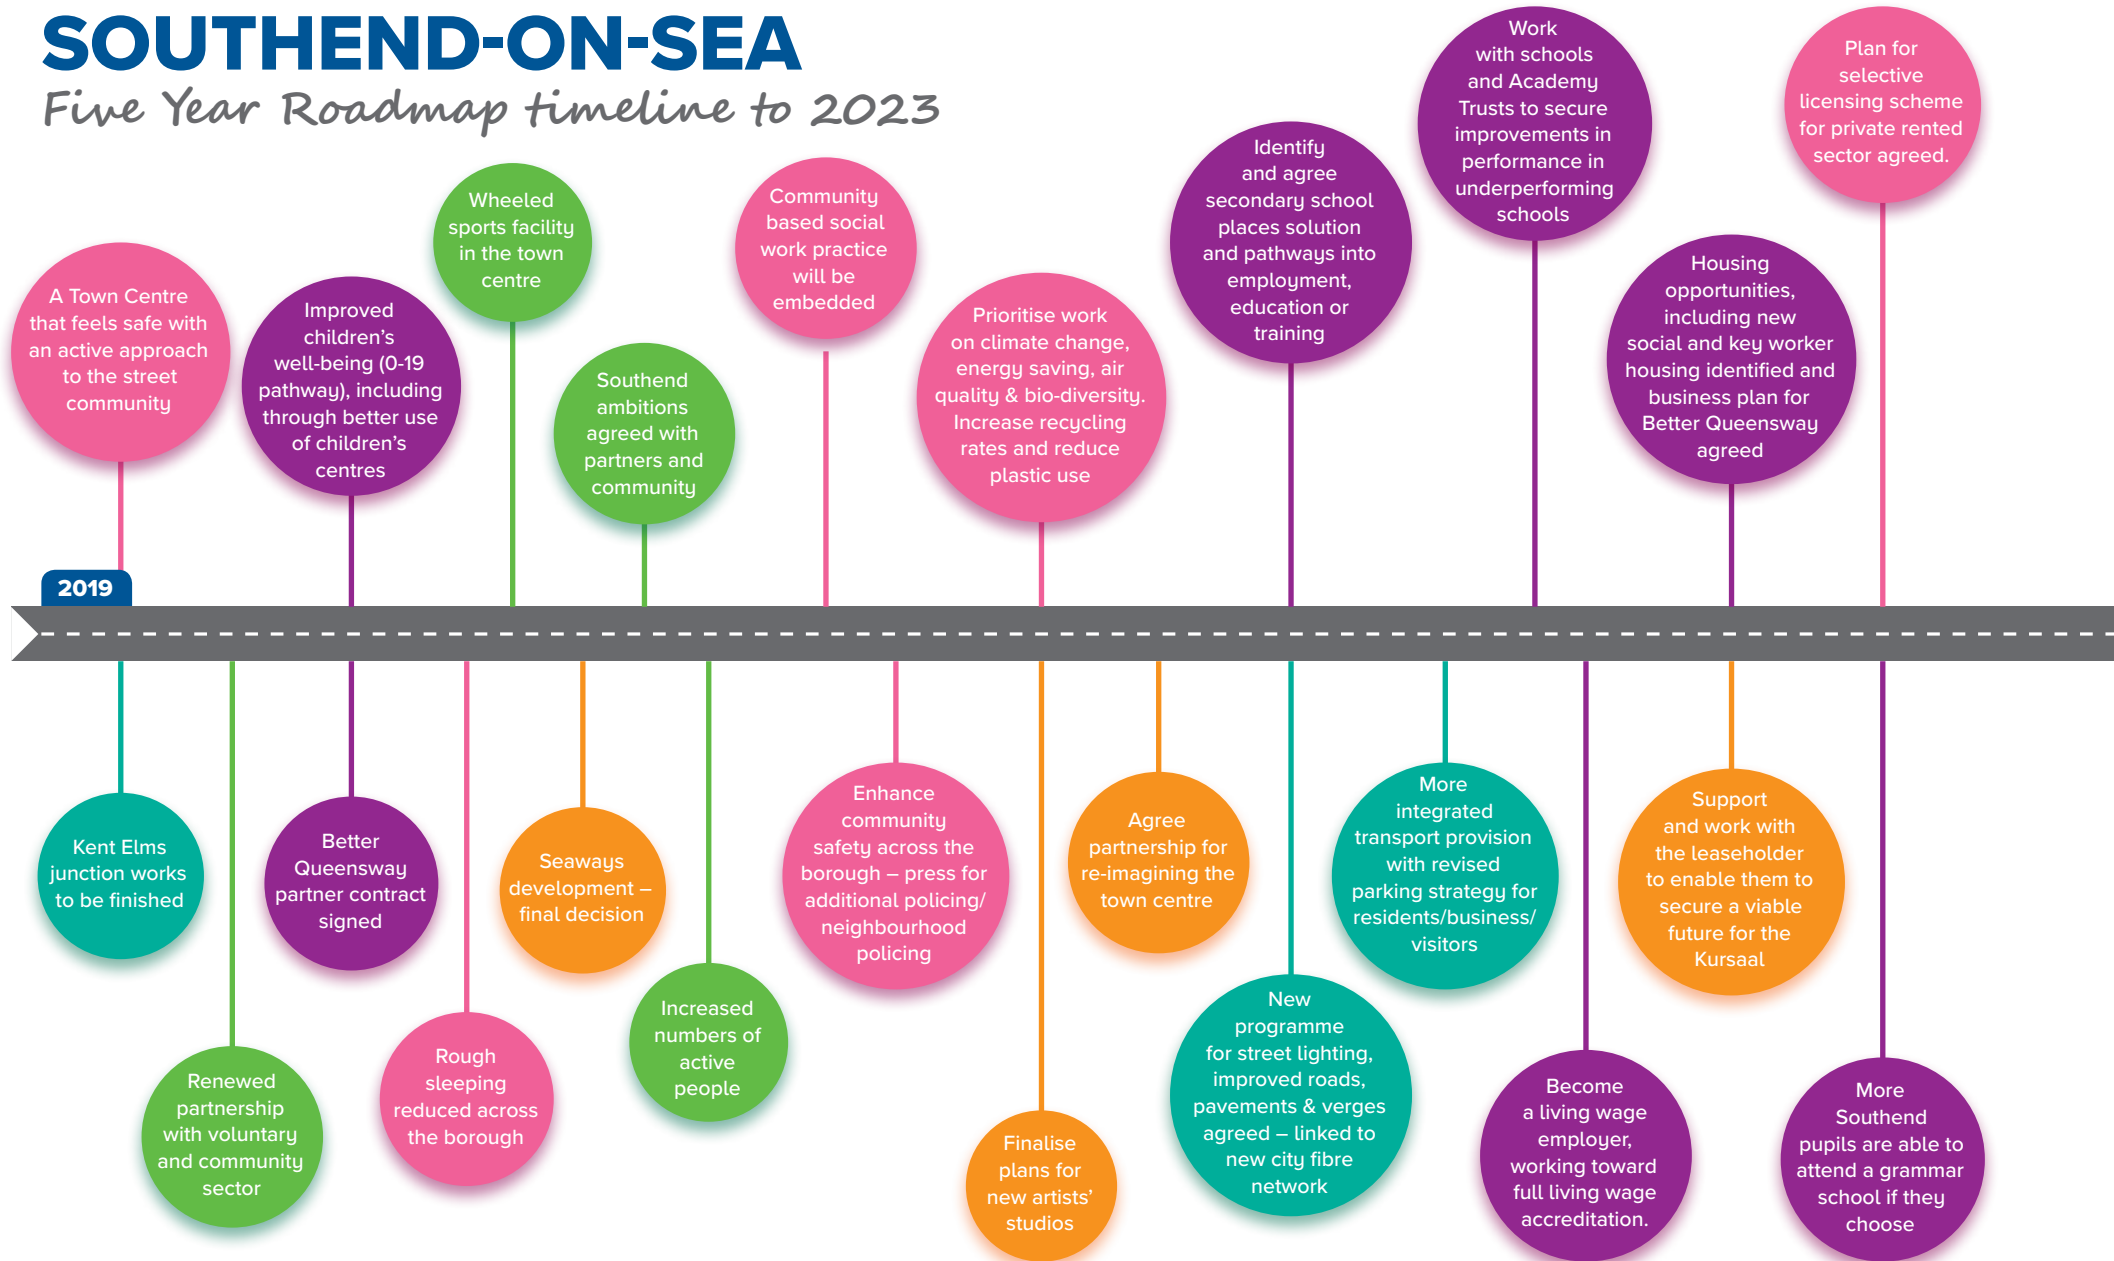 SOUTHEND-ON-SEA
Five Year Roadmap timeline to 2023
A Town Centre
that feels safe with
an active approach
to the street
community
Improved
children’s
well-being (0-19
pathway), including
through better use
of children’s
centres
Wheeled
sports facility
in the town
centre
Southend
ambitions
agreed with
partners and
community
Community
based social
work practice
will be
embedded
Prioritise work
on climate change,
energy saving, air
quality & bio-diversity.
Increase recycling
rates and reduce
plastic use
Identify
and agree
secondary school
places solution
and pathways into
employment,
education or
training
Work
with schools
and Academy
Trusts to secure
improvements in
performance in
underperforming
schools
Housing
opportunities,
including new
social and key worker
housing identified and
business plan for
Better Queensway
agreed
Plan for
selective
licensing scheme
for private rented
sector agreed.
2019
Kent Elms
junction works
to be finished
Renewed
partnership
with voluntary
and community
sector
Better
Queensway
partner contract
signed
Rough
sleeping
reduced across
the borough
Seaways
development –
final decision
Increased
numbers of
active
people
Enhance
community
safety across the
borough – press for
additional policing/
neighbourhood
policing
Finalise
plans for
new artists’
studios
Agree
partnership for
re-imagining the
town centre
New
programme
for street lighting,
improved roads,
pavements & verges
agreed – linked to
new city fibre
network
More
integrated
transport provision
with revised
parking strategy for
residents/business/
visitors
Become
a living wage
employer,
working toward
full living wage
accreditation.
Support
and work with
the leaseholder
to enable them to
secure a viable
future for the
Kursaal
More
Southend
pupils are able to
attend a grammar
school if they
choose